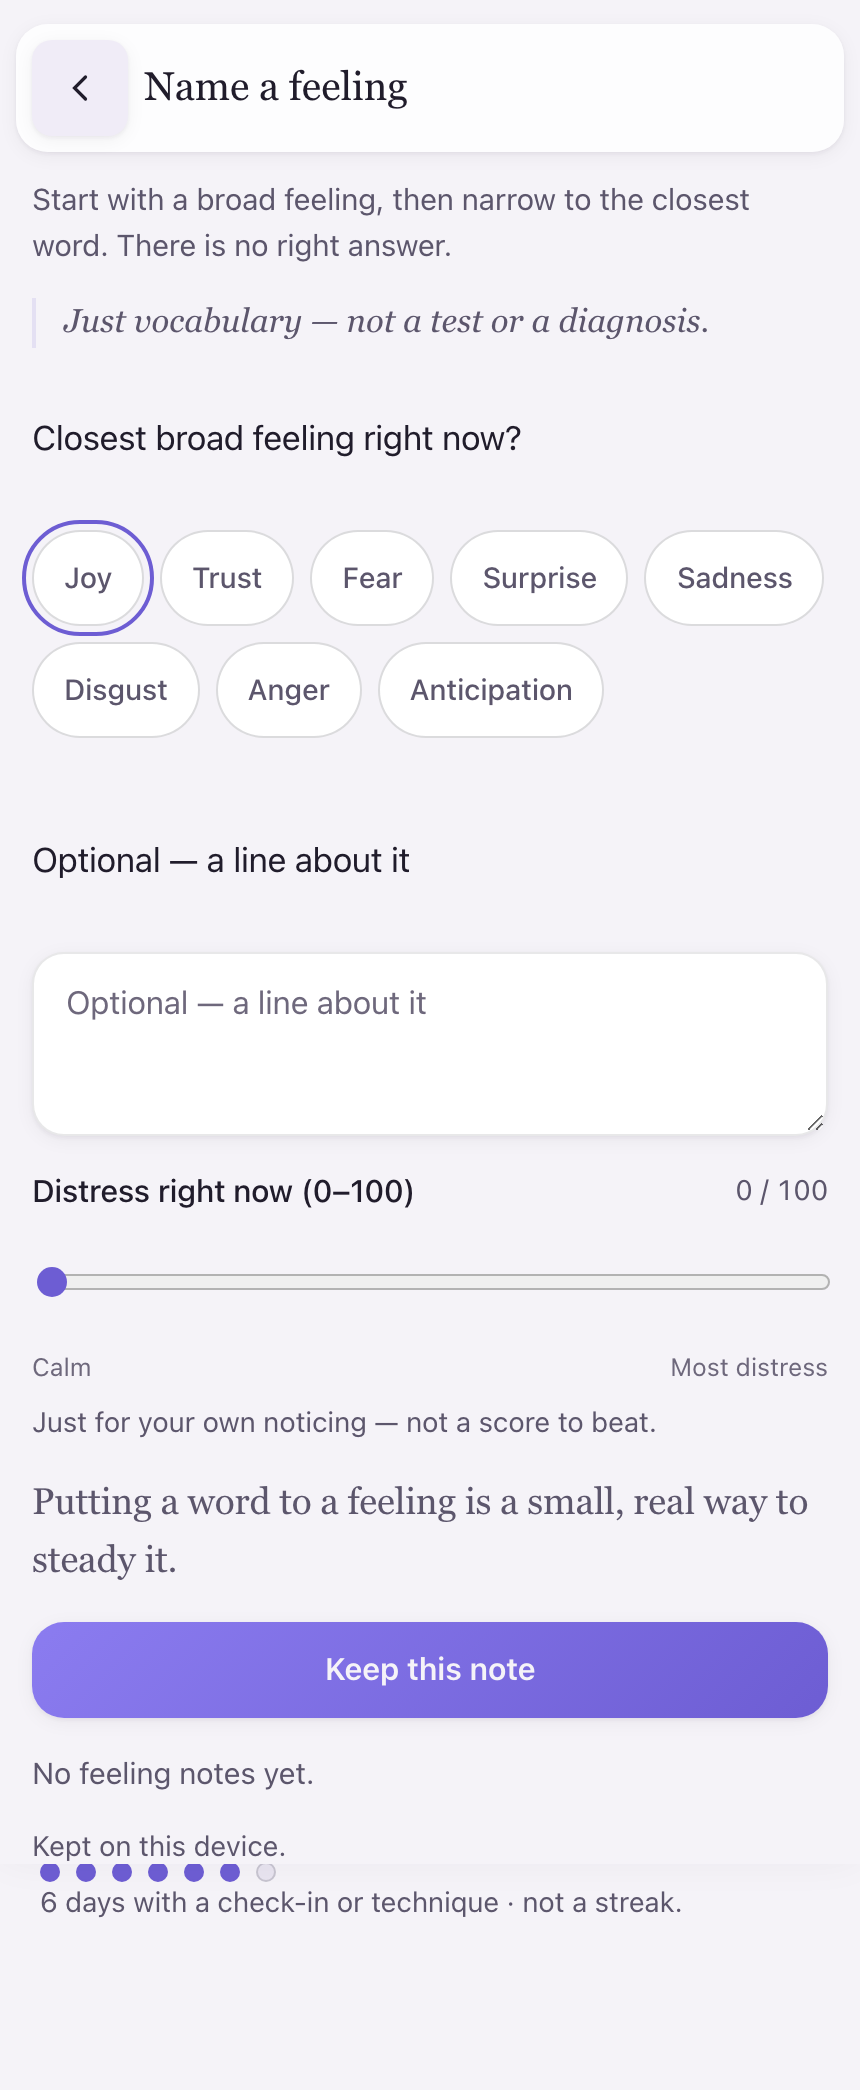 Name a feeling
Start with a broad feeling, then narrow to the closest
word. There is no right answer.
Just vocabulary — not a test or a diagnosis.
Closest broad feeling right now?
Joy Trust Fear Surprise Sadness
Disgust Anger Anticipation
Optional — a line about it
Optional — a line about it
Distress right now (0–100) 0 / 100
Calm Most distress
Just for your own noticing — not a score to beat.
Putting a word to a feeling is a small, real way to
steady it.
Keep this note
No feeling notes yet.
Kept on this device.
6 days with a check-in or technique · not a streak.